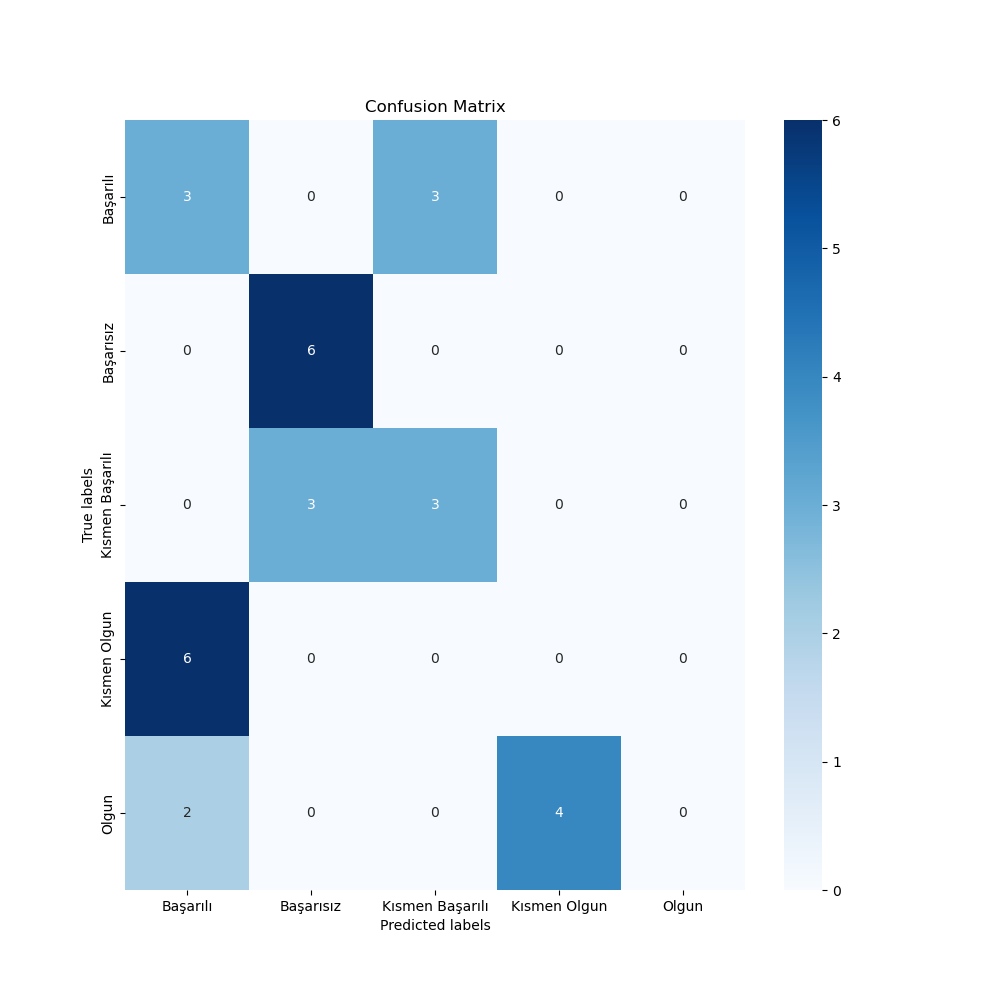 Confusion Matrix
True labels
Başarılı
3 0 3 0 0
Başarısız
0 6 0 0 0
Kısmen Başarılı
0 3 3 0 0
Kısmen Olgun
6 0 0 0 0
Olgun
2 0 0 4 0
Başarılı Başarısız Kısmen Başarılı Kısmen Olgun Olgun
Predicted labels
6
5
4
3
2
1
0